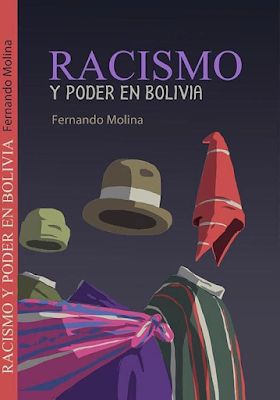 RACISMO Y PODER EN BOLIVIA Fernando Molina
RACISMO
Y PODER EN BOLIVIA
Fernando Molina